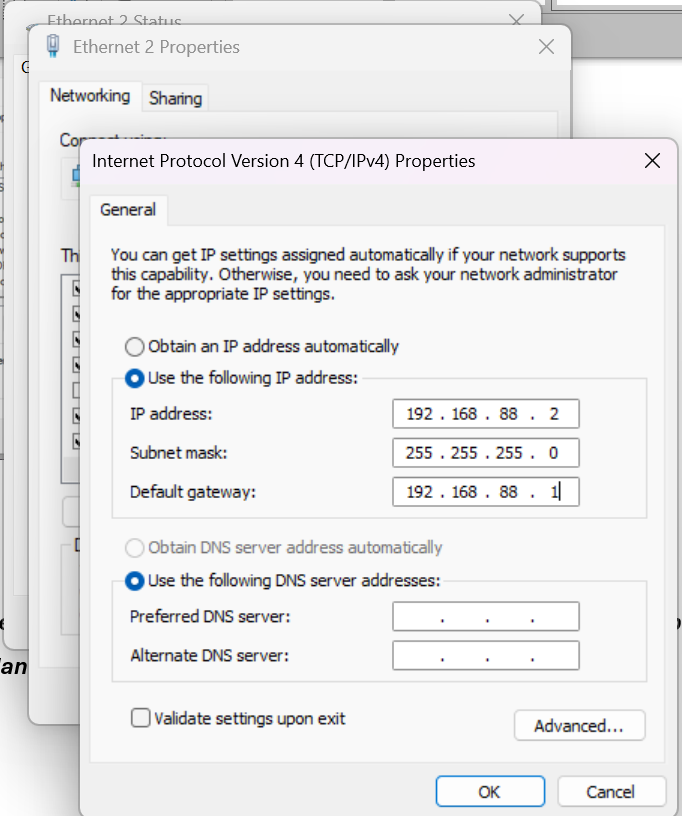 Ethernet 2 Status
Ethernet 2 Properties
Networking
Sharing
Internet Protocol Version 4 (TCP/IPv4) Properties
General
You can get IP settings assigned automatically if your network supports
this capability. Otherwise, you need to ask your network administrator
for the appropriate IP settings.
Obtain an IP address automatically
Use the following IP address:
IP address: 192 . 168 . 88 . 2
Subnet mask: 255 . 255 . 255 . 0
Default gateway: 192 . 168 . 88 . 1
Obtain DNS server address automatically
Use the following DNS server addresses:
Preferred DNS server: . . .
Alternate DNS server: . . .
Validate settings upon exit
Advanced...
OK
Cancel